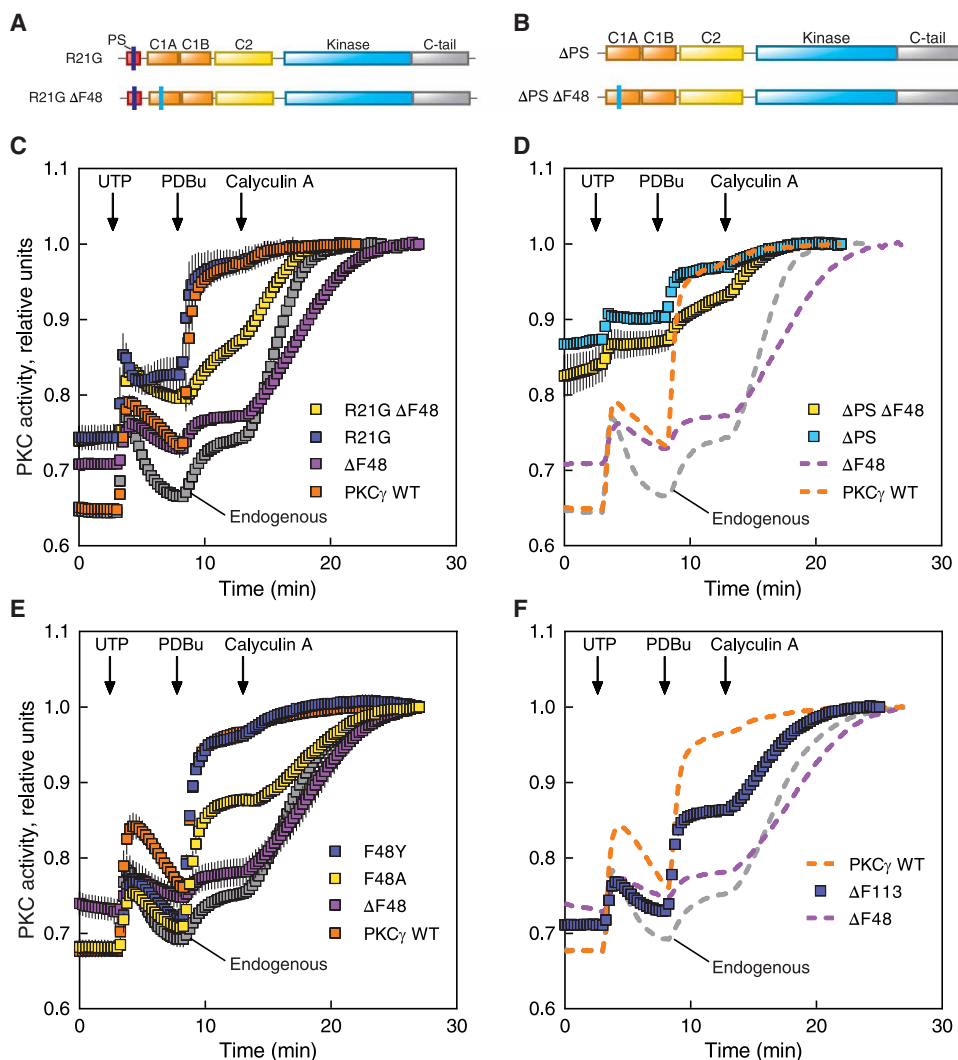 A
PS
C1A C1B C2 Kinase C-tail
R21G
R21G ΔF48
B
C1A C1B C2 Kinase C-tail
ΔPS
ΔPS ΔF48
C
PKC activity, relative units
1.1
1.0
0.9
0.8
0.7
0.6
UTP PDBu Calyculin A
R21G ΔF48
R21G
ΔF48
PKCγ WT
Endogenous
0 10 20 30
Time (min)
D
1.1
1.0
0.9
0.8
0.7
0.6
UTP PDBu Calyculin A
ΔPS ΔF48
ΔPS
ΔF48
PKCγ WT
Endogenous
0 10 20 30
Time (min)
E
PKC activity, relative units
1.1
1.0
0.9
0.8
0.7
0.6
UTP PDBu Calyculin A
F48Y
F48A
ΔF48
PKCγ WT
Endogenous
0 10 20 30
Time (min)
F
1.1
1.0
0.9
0.8
0.7
0.6
UTP PDBu Calyculin A
PKCγ WT
ΔF113
ΔF48
Endogenous
0 10 20 30
Time (min)